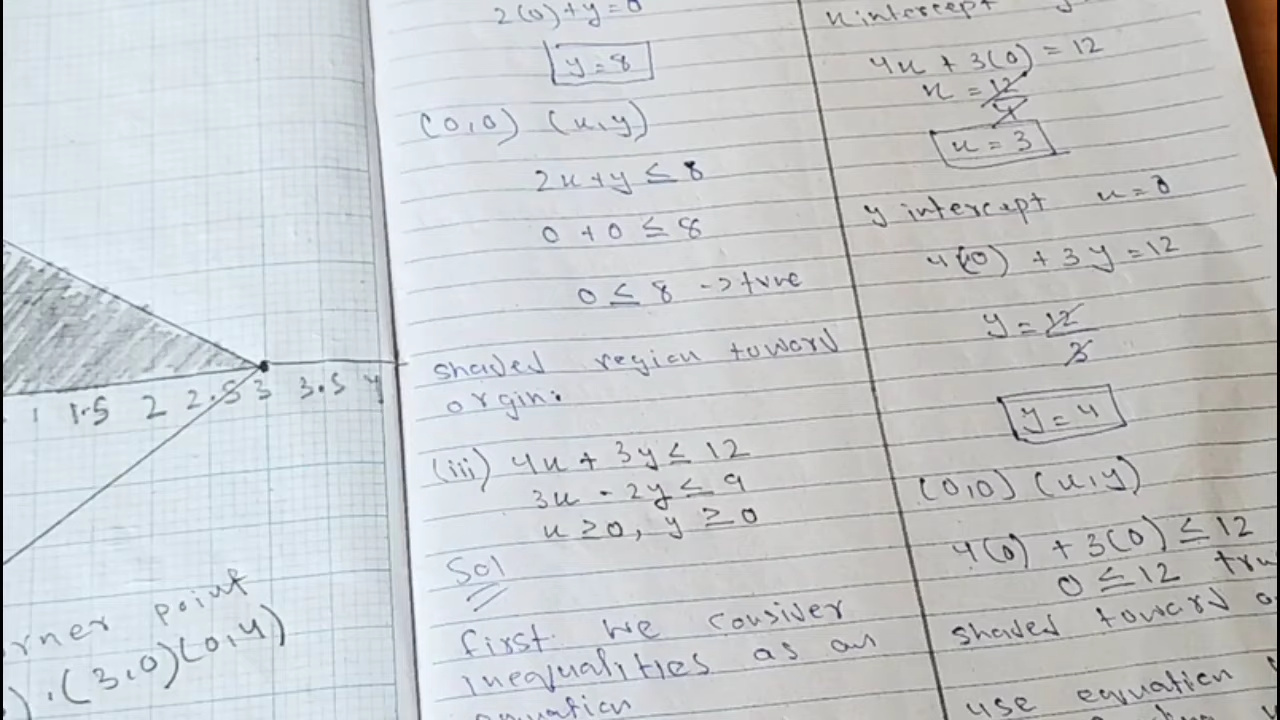 1 1.5 2 2.5 3 3.5 4
point
(3,0) (0,4)
2(0)+y=8
y=8
(0,0) (x,y)
2x+y ≤ 8
0+0 ≤ 8
0 ≤ 8 -> true
shaded region toward
orgin.
(iii) 4x + 3y ≤ 12
3x - 2y ≤ 9
x ≥ 0, y ≥ 0
Sol
first we consider
inequalities as an
equation
x intercept
4x + 3(0) = 12
x = 12/4
x = 3
y intercept x=0
4(0) + 3y = 12
y = 12/3
y = 4
(0,0) (x,y)
4(0) + 3(0) ≤ 12
0 ≤ 12
shaded toward
use equation